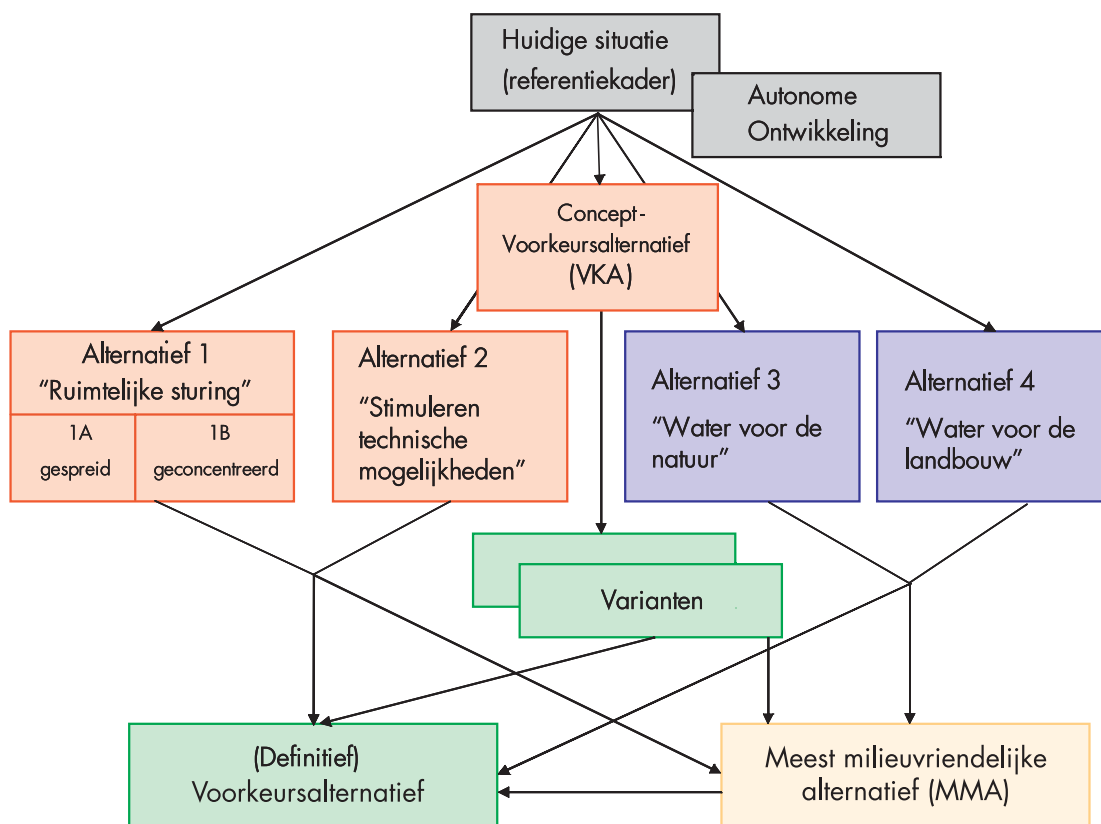 Huidige situatie
(referentiekader)
Autonome
Ontwikkeling
Concept-
Voorkeursalternatief
(VKA)
Alternatief 1
“Ruimtelijke sturing”
1A
gespreid
1B
geconcentreerd
Alternatief 2
“Stimuleren
technische
mogelijkheden”
Alternatief 3
“Water voor de
natuur”
Alternatief 4
“Water voor de
landbouw”
Varianten
(Definitief)
Voorkeursalternatief
Meest milieuvriendelijke
alternatief (MMA)